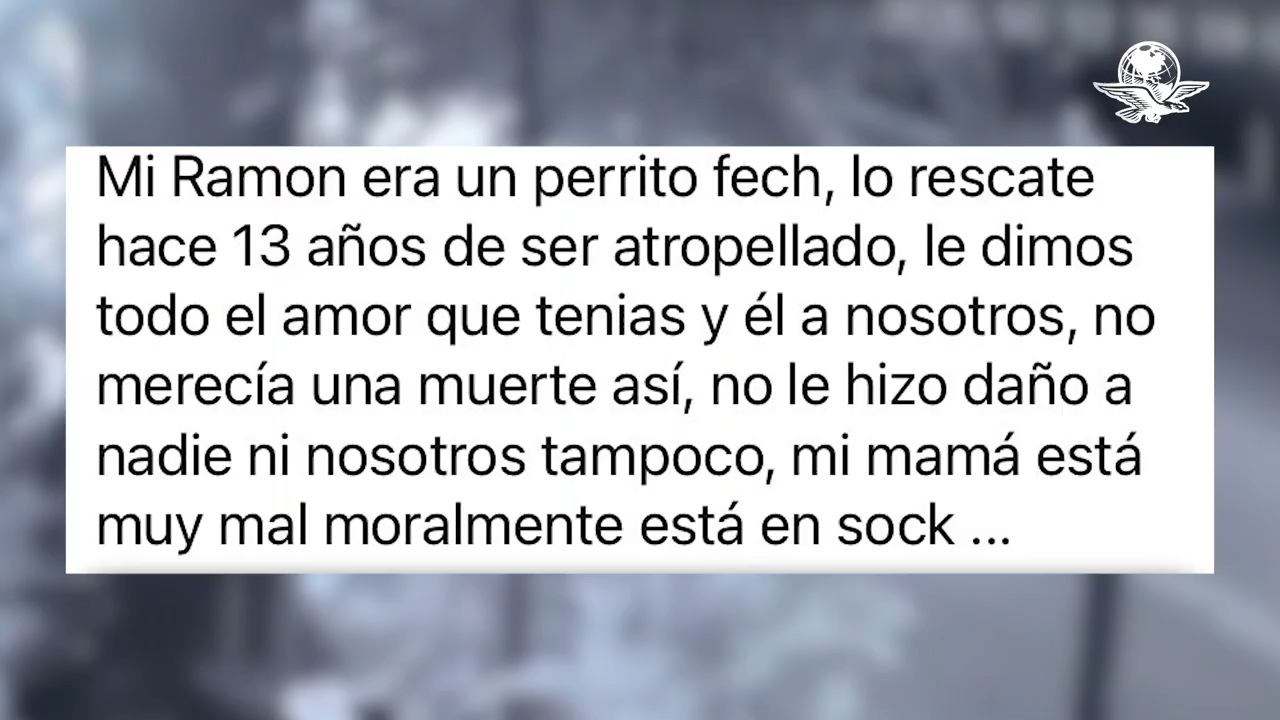 Mi Ramon era un perrito fech, lo rescate
hace 13 años de ser atropellado, le dimos
todo el amor que tenias y él a nosotros, no
merecía una muerte así, no le hizo daño a
nadie ni nosotros tampoco, mi mamá está
muy mal moralmente está en sock ...